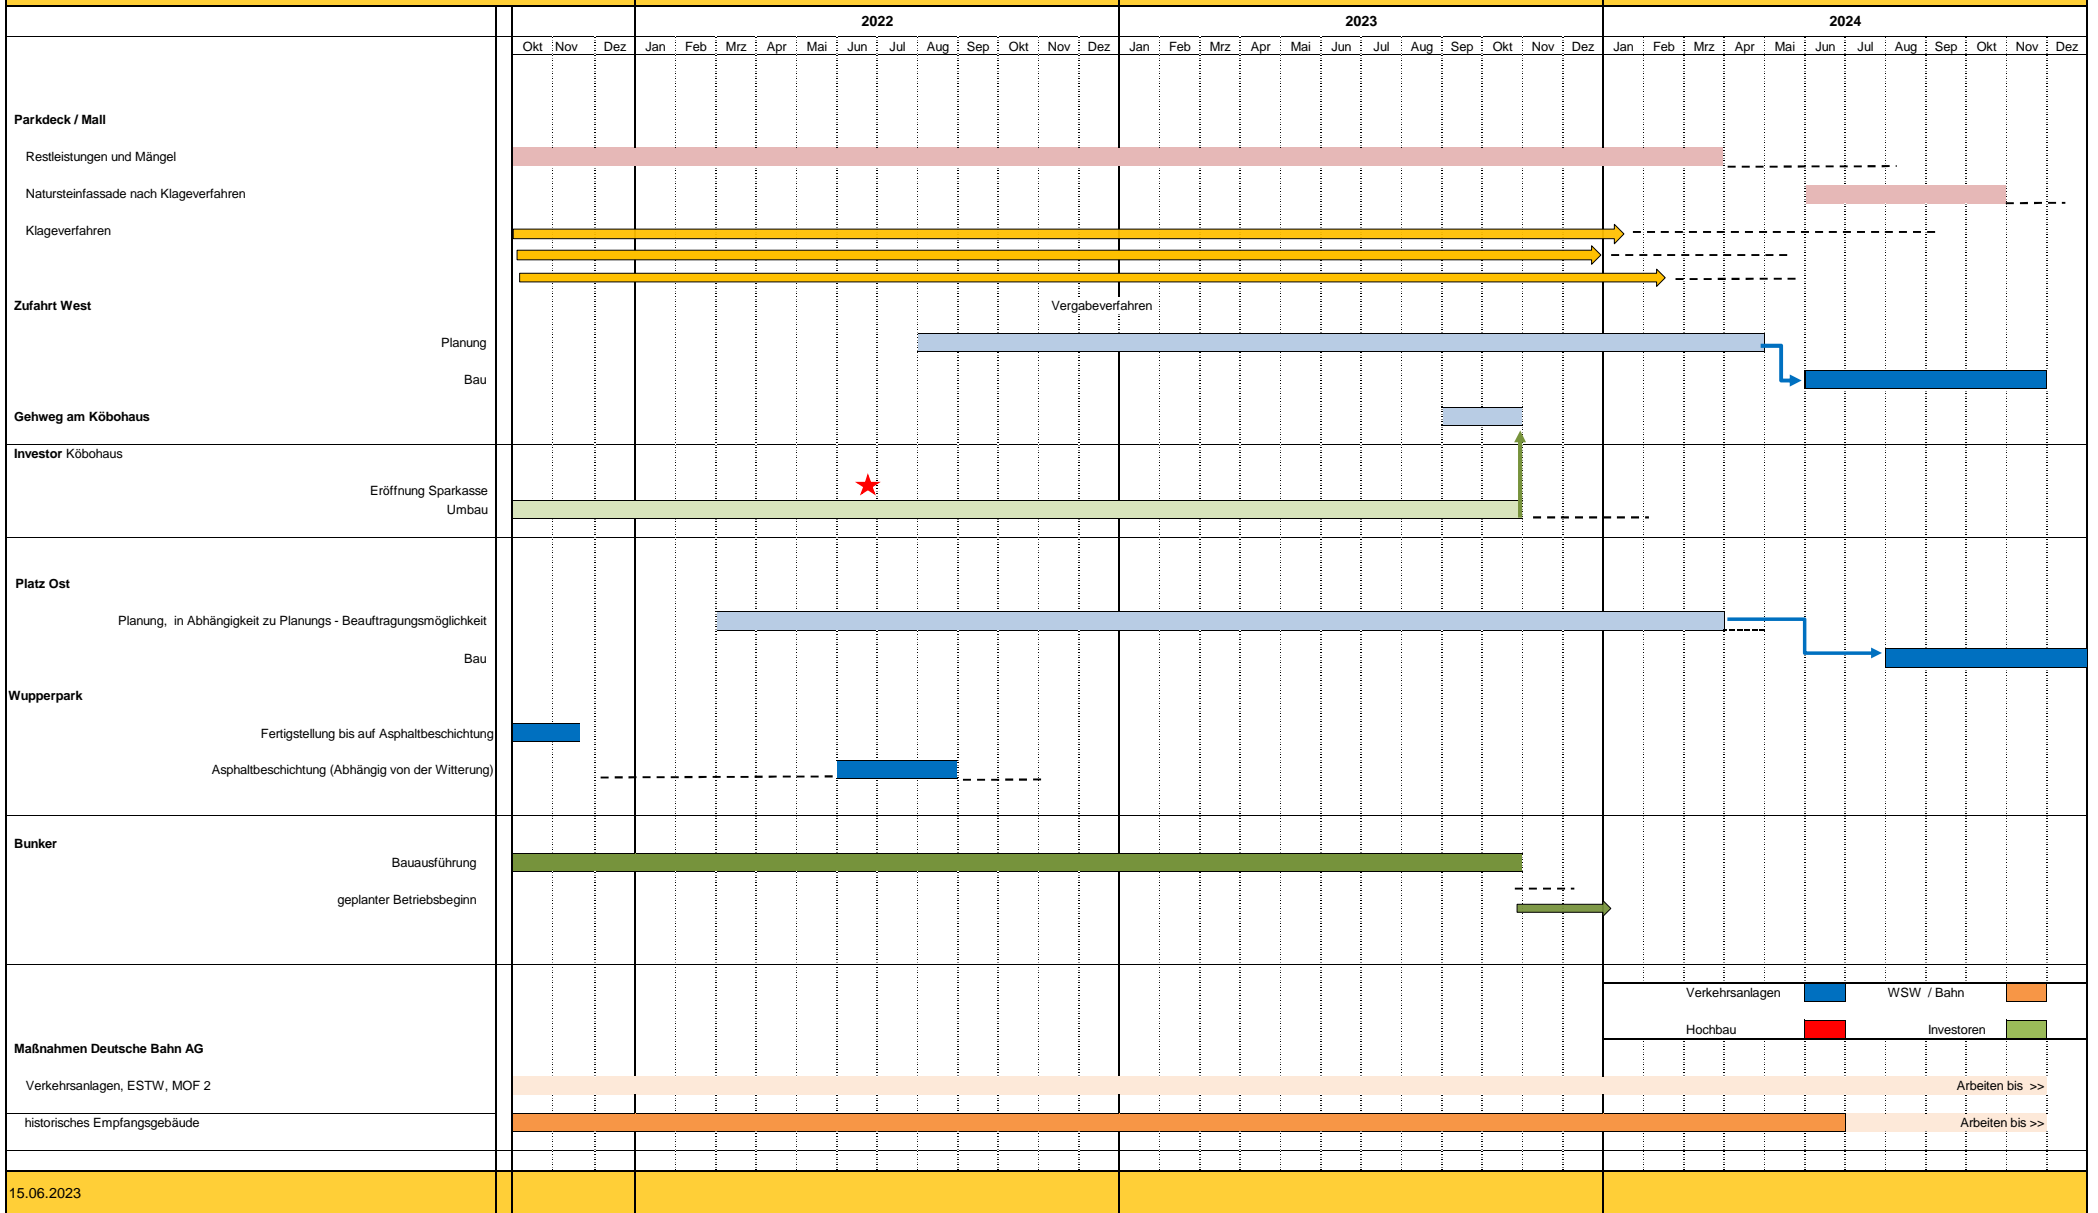 2022 2023 2024
Okt Nov Dez Jan Feb Mrz Apr Mai Jun Jul Aug Sep Okt Nov Dez Jan Feb Mrz Apr Mai Jun Jul Aug Sep Okt Nov Dez Jan Feb Mrz Apr Mai Jun Jul Aug Sep Okt Nov Dez
Parkdeck / Mall
Restleistungen und Mängel
Natursteinfassade nach Klageverfahren
Klageverfahren
Zufahrt West Vergabeverfahren
Planung
Bau
Gehweg am Köbohaus
Investor Köbohaus
Eröffnung Sparkasse
Umbau
Platz Ost
Planung, in Abhängigkeit zu Planungs - Beauftragungsmöglichkeit
Bau
Wupperpark
Fertigstellung bis auf Asphaltbeschichtung
Asphaltbeschichtung (Abhängig von der Witterung)
Bunker
Bauausführung
geplanter Betriebsbeginn
Verkehrsanlagen WSW / Bahn
Hochbau Investoren
Maßnahmen Deutsche Bahn AG
Verkehrsanlagen, ESTW, MOF 2 Arbeiten bis >>
historisches Empfangsgebäude Arbeiten bis >>
15.06.2023